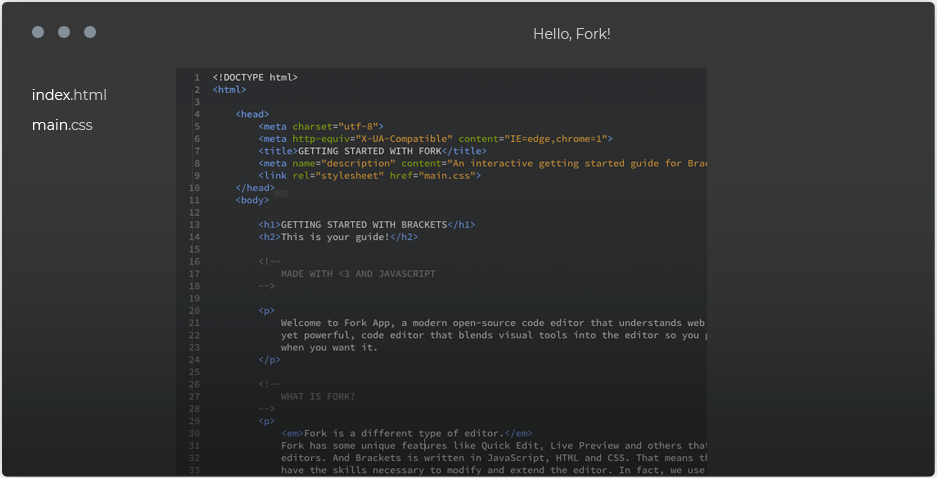 Hello, Fork!
index.html
main.css
1 <!DOCTYPE html>
2 <html>
3
4 <head>
5 <meta charset="utf-8">
6 <meta http-equiv="X-UA-Compatible" content="IE=edge,chrome=1">
7 <title>GETTING STARTED WITH FORK</title>
8 <meta name="description" content="An interactive getting started guide for Brac
9 <link rel="stylesheet" href="main.css">
10 </head>
11 <body>
12
13 <h1>GETTING STARTED WITH BRACKETS</h1>
14 <h2>This is your guide!</h2>
15
16 <!--
17 MADE WITH <3 AND JAVASCRIPT
18 -->
19
20 <p>
21 Welcome to Fork App, a modern open-source code editor that understands web
22 yet powerful, code editor that blends visual tools into the editor so you g
23 when you want it.
24 </p>
25
26 <!--
27 WHAT IS FORK?
28 -->
29 <p>
30 <em>Fork is a different type of editor.</em>
31 Fork has some unique features like Quick Edit, Live Preview and others that
32 editors. And Brackets is written in JavaScript, HTML and CSS. That means th
33 have the skills necessary to modify and extend the editor. In fact, we use